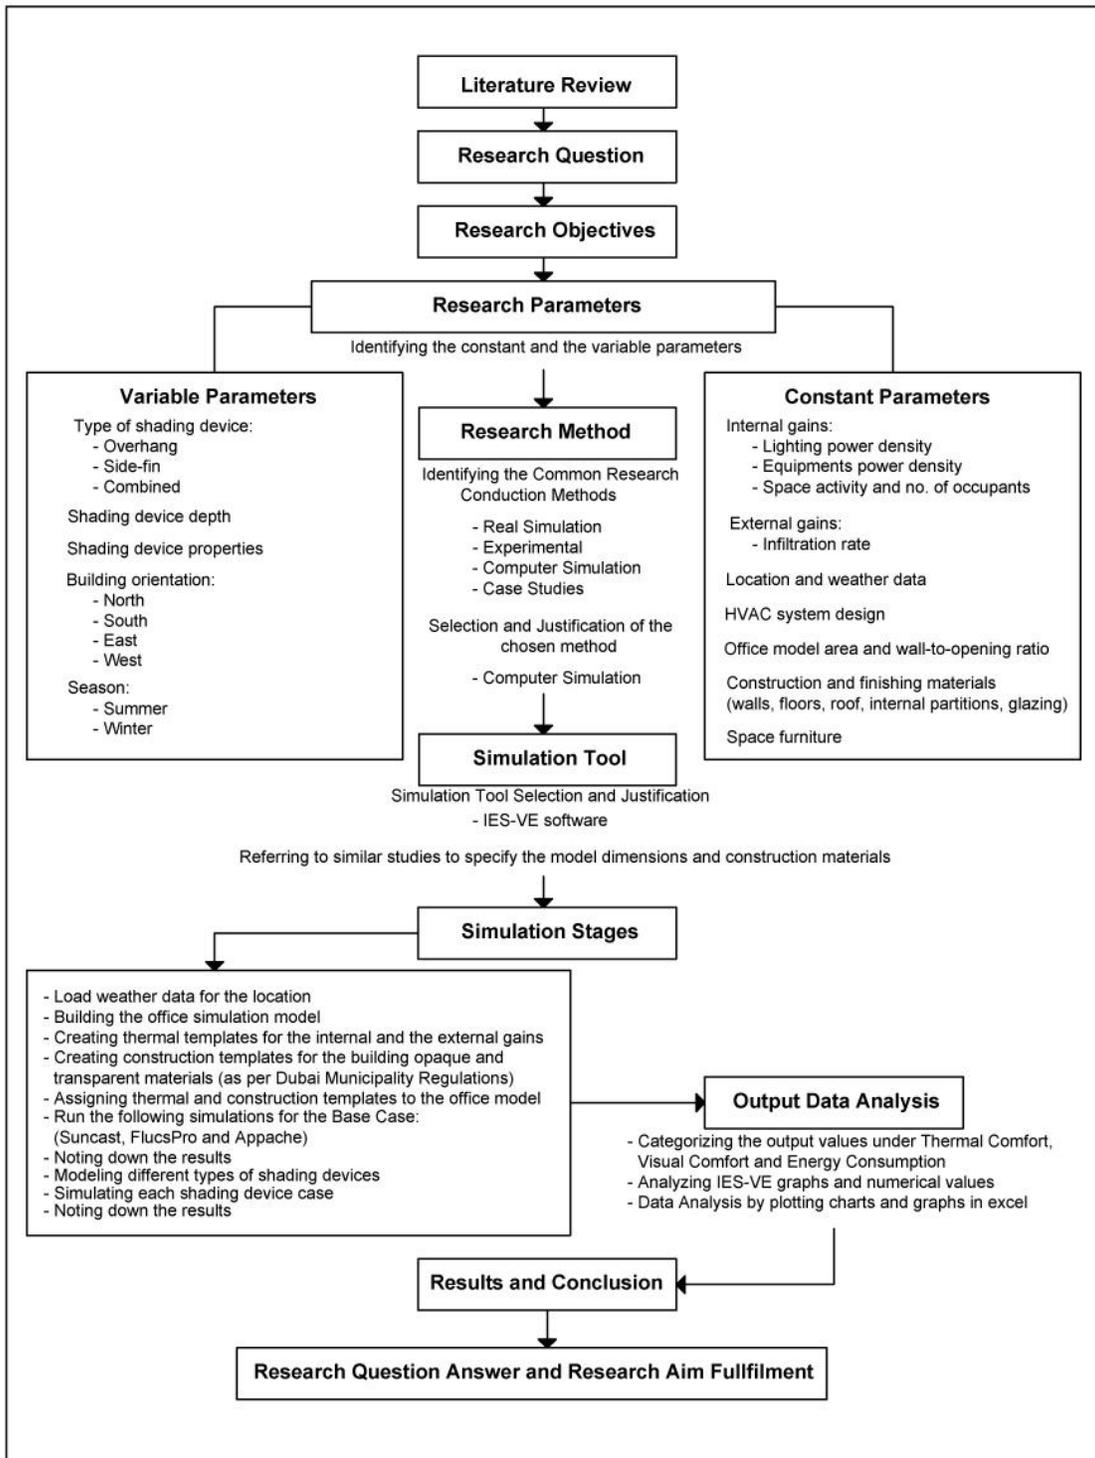 Literature Review
Research Question
Research Objectives
Research Parameters
Identifying the constant and the variable parameters
Variable Parameters
Type of shading device:
- Overhang
- Side-fin
- Combined
Shading device depth
Shading device properties
Building orientation:
- North
- South
- East
- West
Season:
- Summer
- Winter
Research Method
Identifying the Common Research
Conduction Methods
- Real Simulation
- Experimental
- Computer Simulation
- Case Studies
Selection and Justification of the
chosen method
- Computer Simulation
Constant Parameters
Internal gains:
- Lighting power density
- Equipments power density
- Space activity and no. of occupants
External gains:
- Infiltration rate
Location and weather data
HVAC system design
Office model area and wall-to-opening ratio
Construction and finishing materials
(walls, floors, roof, internal partitions, glazing)
Space furniture
Simulation Tool
Simulation Tool Selection and Justification
- IES-VE software
Referring to similar studies to specify the model dimensions and construction materials
Simulation Stages
- Load weather data for the location
- Building the office simulation model
- Creating thermal templates for the internal and the external gains
- Creating construction templates for the building opaque and
transparent materials (as per Dubai Municipality Regulations)
- Assigning thermal and construction templates to the office model
- Run the following simulations for the Base Case:
(Suncast, FlucsPro and Appache)
- Noting down the results
- Modeling different types of shading devices
- Simulating each shading device case
- Noting down the results
Output Data Analysis
- Categorizing the output values under Thermal Comfort,
Visual Comfort and Energy Consumption
- Analyzing IES-VE graphs and numerical values
- Data Analysis by plotting charts and graphs in excel
Results and Conclusion
Research Question Answer and Research Aim Fullfilment